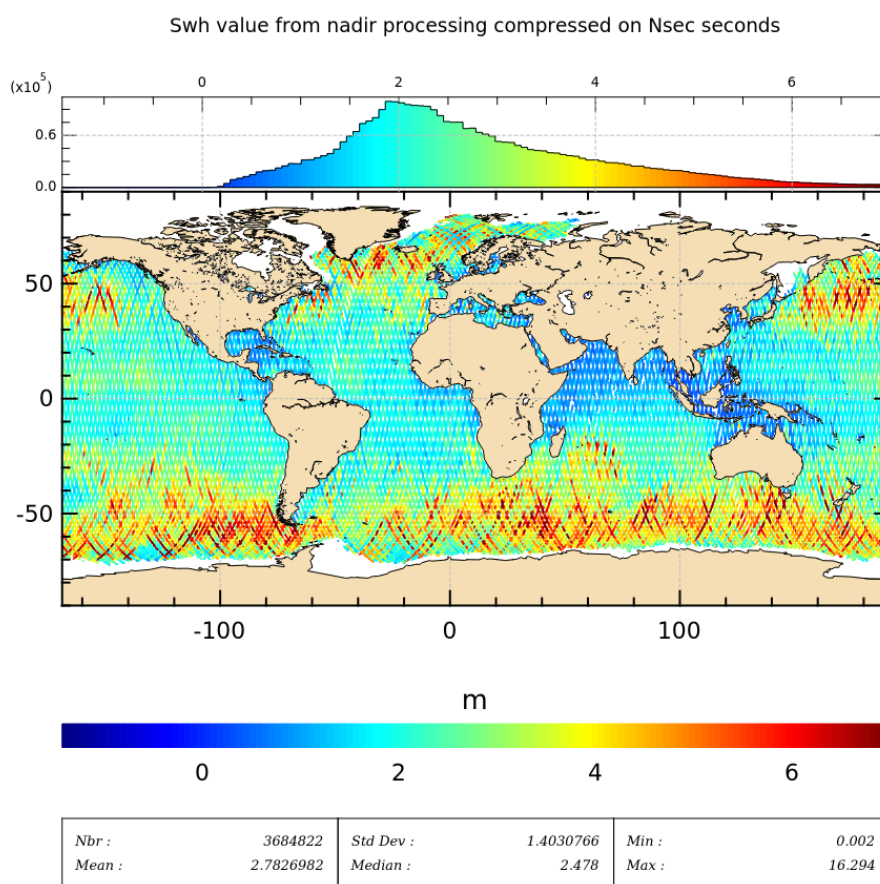 Swh value from nadir processing compressed on Nsec seconds
(x10^5) 0 2 4 6
0.6
0.0
50
0
-50
-100 0 100
m
0 2 4 6
Nbr : 3684822 Std Dev : 1.4030766 Min : 0.002
Mean : 2.7826982 Median : 2.478 Max : 16.294